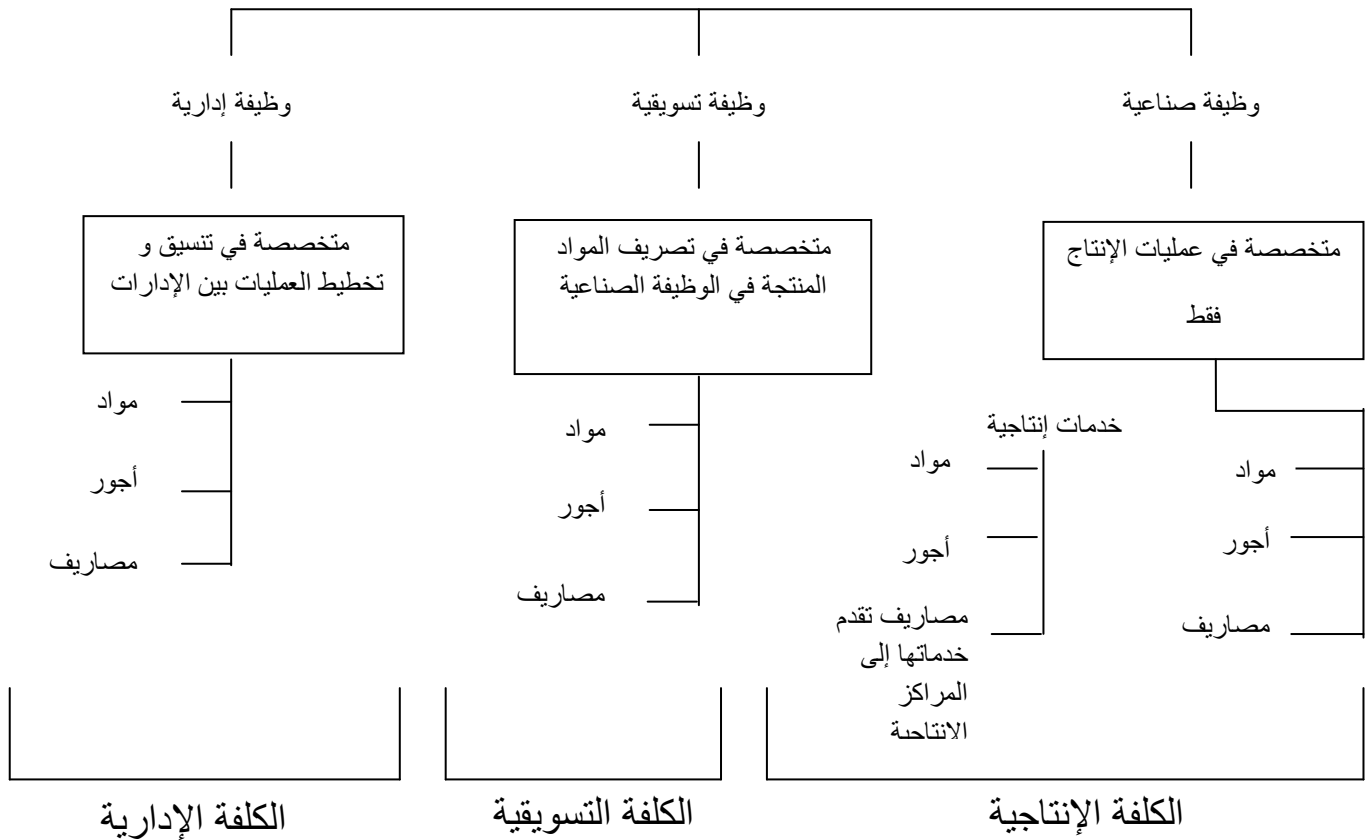 وظيفة صناعية
وظيفة تسويقية
وظيفة إدارية
متخصصة في عمليات الإنتاج
فقط
متخصصة في تصريف المواد
المنتجة في الوظيفة الصناعية
متخصصة في تنسيق و
تخطيط العمليات بين الإدارات
مواد
أجور
مصاريف
خدمات إنتاجية
مواد
أجور
مصاريف تقدم
خدماتها إلى
المراكز
الانتاجية
مواد
أجور
مصاريف
مواد
أجور
مصاريف
الكلفة الإنتاجية
الكلفة التسويقية
الكلفة الإدارية